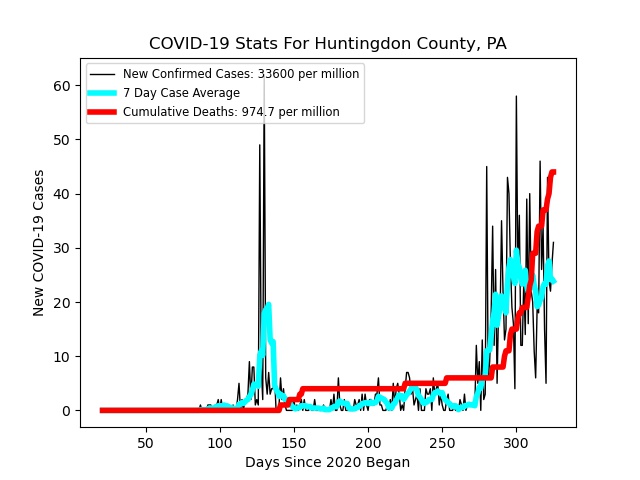 COVID-19 Stats For Huntingdon County, PA
New Confirmed Cases: 33600 per million
7 Day Case Average
Cumulative Deaths: 974.7 per million
60
50
40
30
20
10
0
New COVID-19 Cases
50 100 150 200 250 300
Days Since 2020 Began